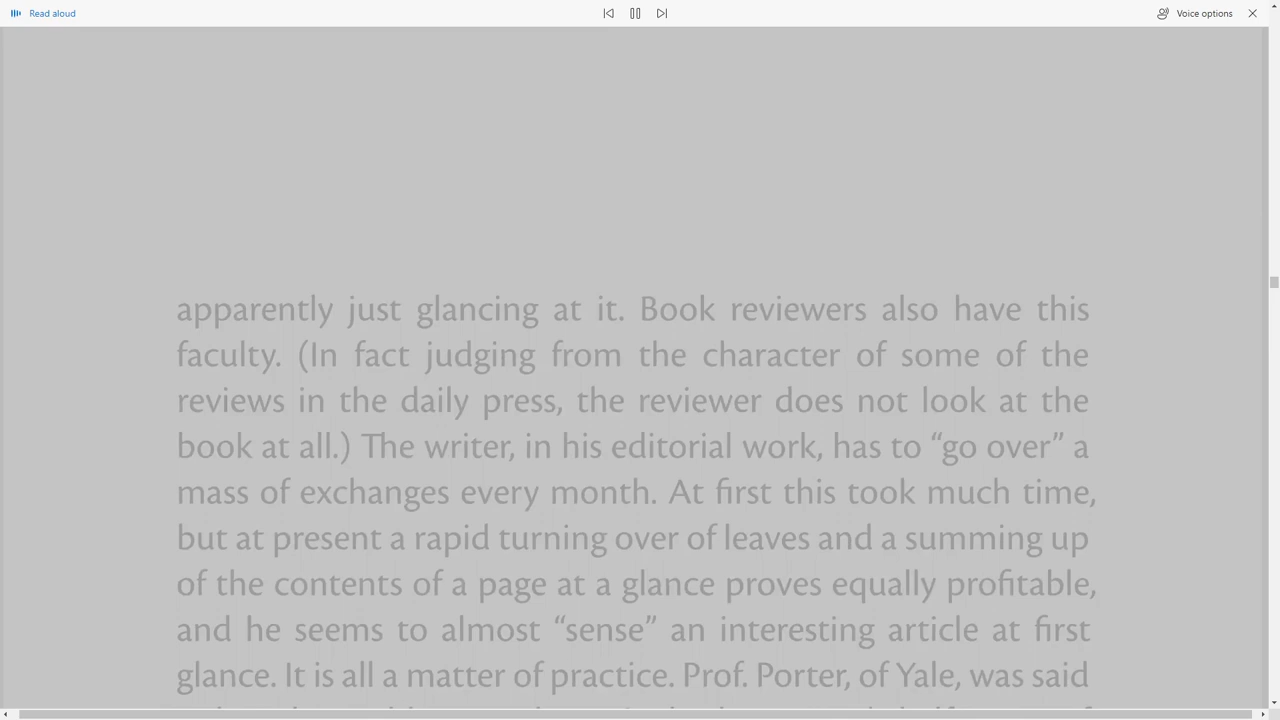 Read aloud
Voice options
apparently just glancing at it. Book reviewers also have this
faculty. (In fact judging from the character of some of the
reviews in the daily press, the reviewer does not look at the
book at all.) The writer, in his editorial work, has to “go over” a
mass of exchanges every month. At first this took much time,
but at present a rapid turning over of leaves and a summing up
of the contents of a page at a glance proves equally profitable,
and he seems to almost “sense” an interesting article at first
glance. It is all a matter of practice. Prof. Porter, of Yale, was said